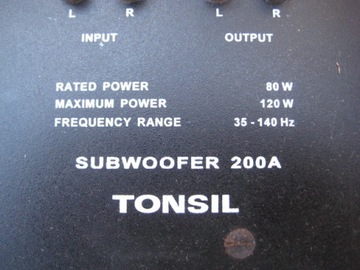 L R L R
INPUT OUTPUT
RATED POWER 80 W
MAXIMUM POWER 120 W
FREQUENCY RANGE 35 - 140 Hz
SUBWOOFER 200A
TONSIL